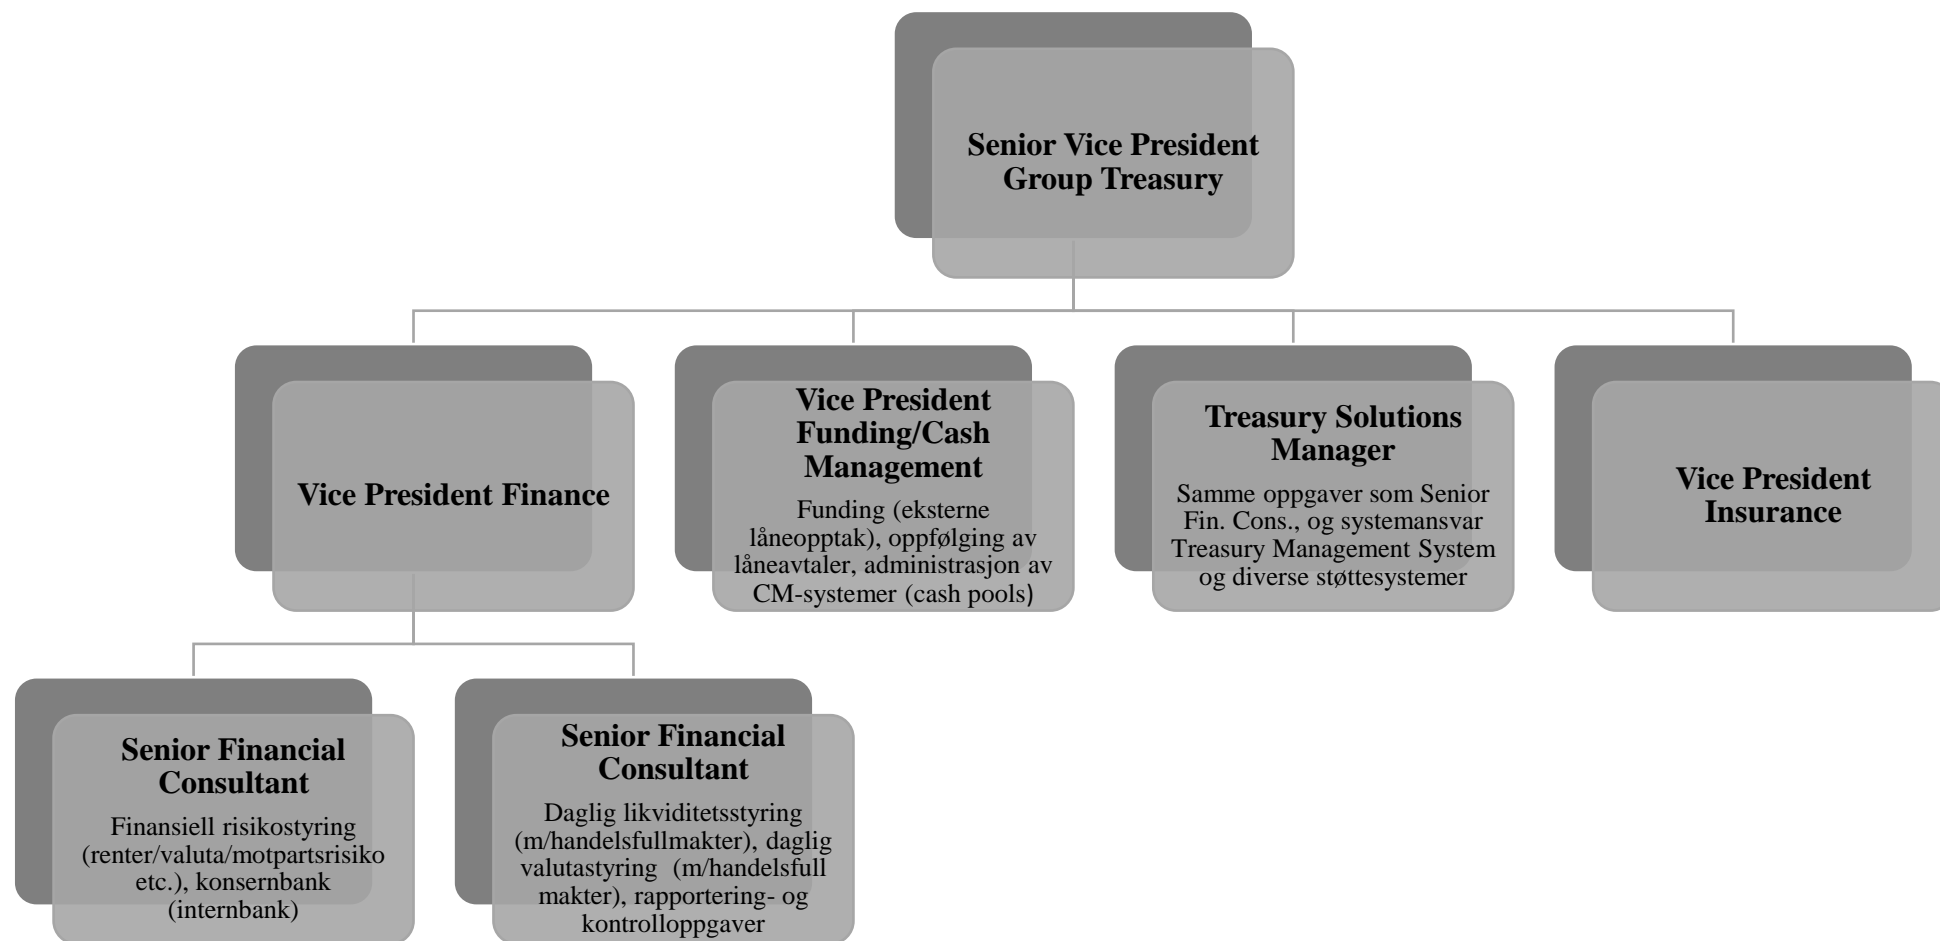 Senior Vice President
Group Treasury
Vice President Finance
Vice President
Funding/Cash
Management
Funding (eksterne
låneopptak), oppfølging av
låneavtaler, administrasjon av
CM-systemer (cash pools)
Treasury Solutions
Manager
Samme oppgaver som Senior
Fin. Cons., og systemansvar
Treasury Management System
og diverse støttesystemer
Vice President
Insurance
Senior Financial
Consultant
Finansiell risikostyring
(renter/valuta/motpartsrisiko
etc.), konsernbank
(internbank)
Senior Financial
Consultant
Daglig likviditetsstyring
(m/handelsfullmakter), daglig
valutastyring (m/handelsfull
makter), rapportering- og
kontrolloppgaver